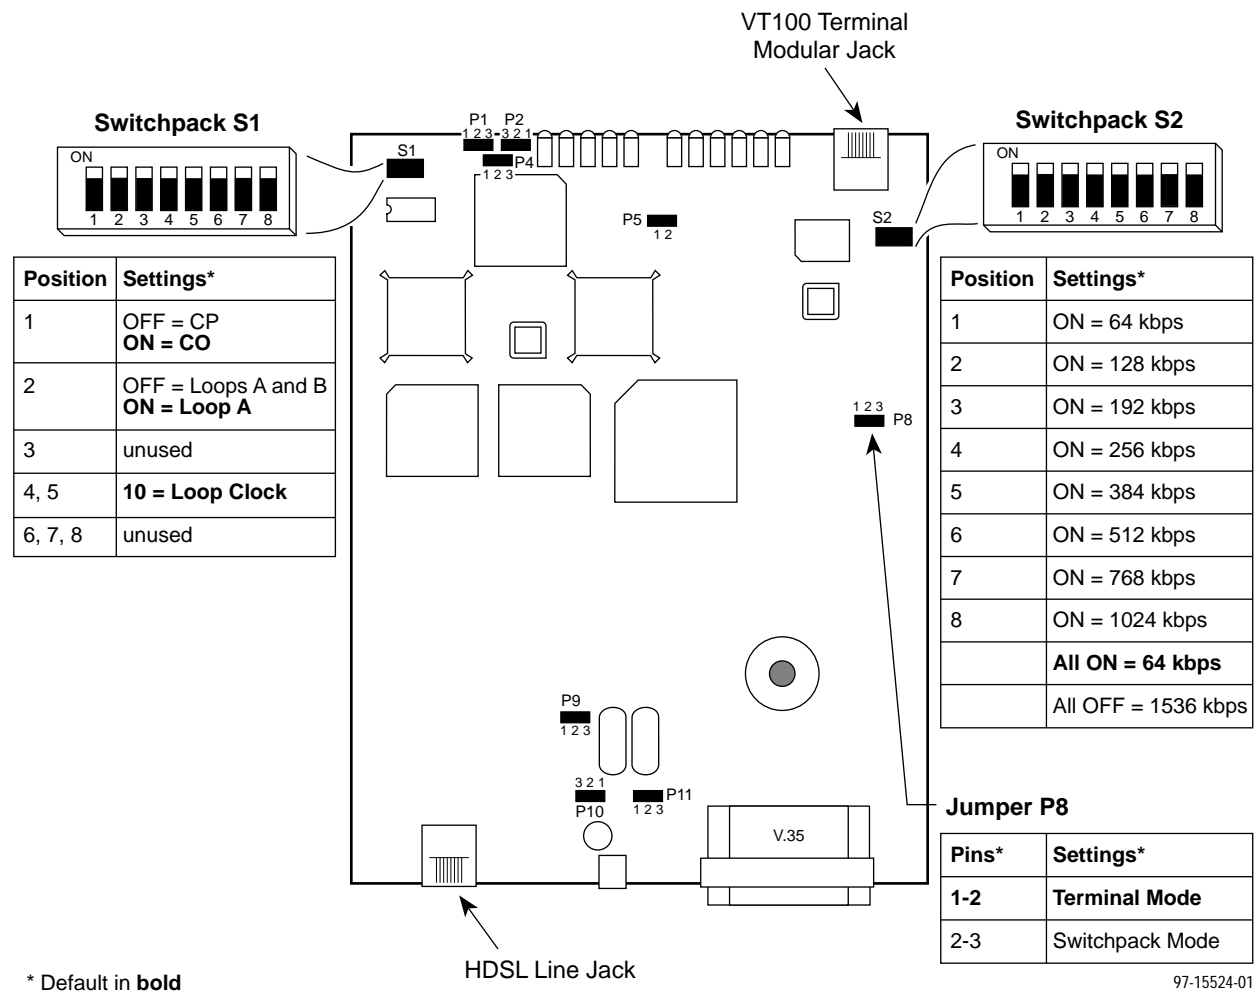 VT100 Terminal
Modular Jack
Switchpack S1
ON
1 2 3 4 5 6 7 8
Position Settings*
1 OFF = CP
ON = CO
2 OFF = Loops A and B
ON = Loop A
3 unused
4, 5 10 = Loop Clock
6, 7, 8 unused
P1 P2
1 2 3 3 2 1
S1
P4
1 2 3
P5
1 2
S2
1 2 3
P8
P9
1 2 3
3 2 1
P10
P11
1 2 3
V.35
Switchpack S2
ON
1 2 3 4 5 6 7 8
Position Settings*
1 ON = 64 kbps
2 ON = 128 kbps
3 ON = 192 kbps
4 ON = 256 kbps
5 ON = 384 kbps
6 ON = 512 kbps
7 ON = 768 kbps
8 ON = 1024 kbps
All ON = 64 kbps
All OFF = 1536 kbps
Jumper P8
Pins* Settings*
1-2 Terminal Mode
2-3 Switchpack Mode
HDSL Line Jack
* Default in bold
97-15524-01